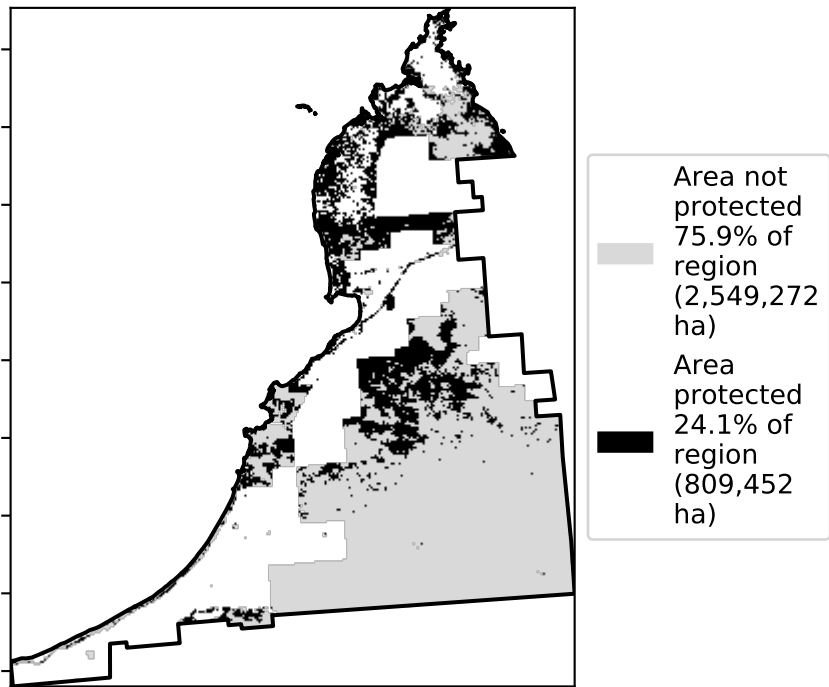 Area not
protected
75.9% of
region
(2,549,272
ha)
Area
protected
24.1% of
region
(809,452
ha)